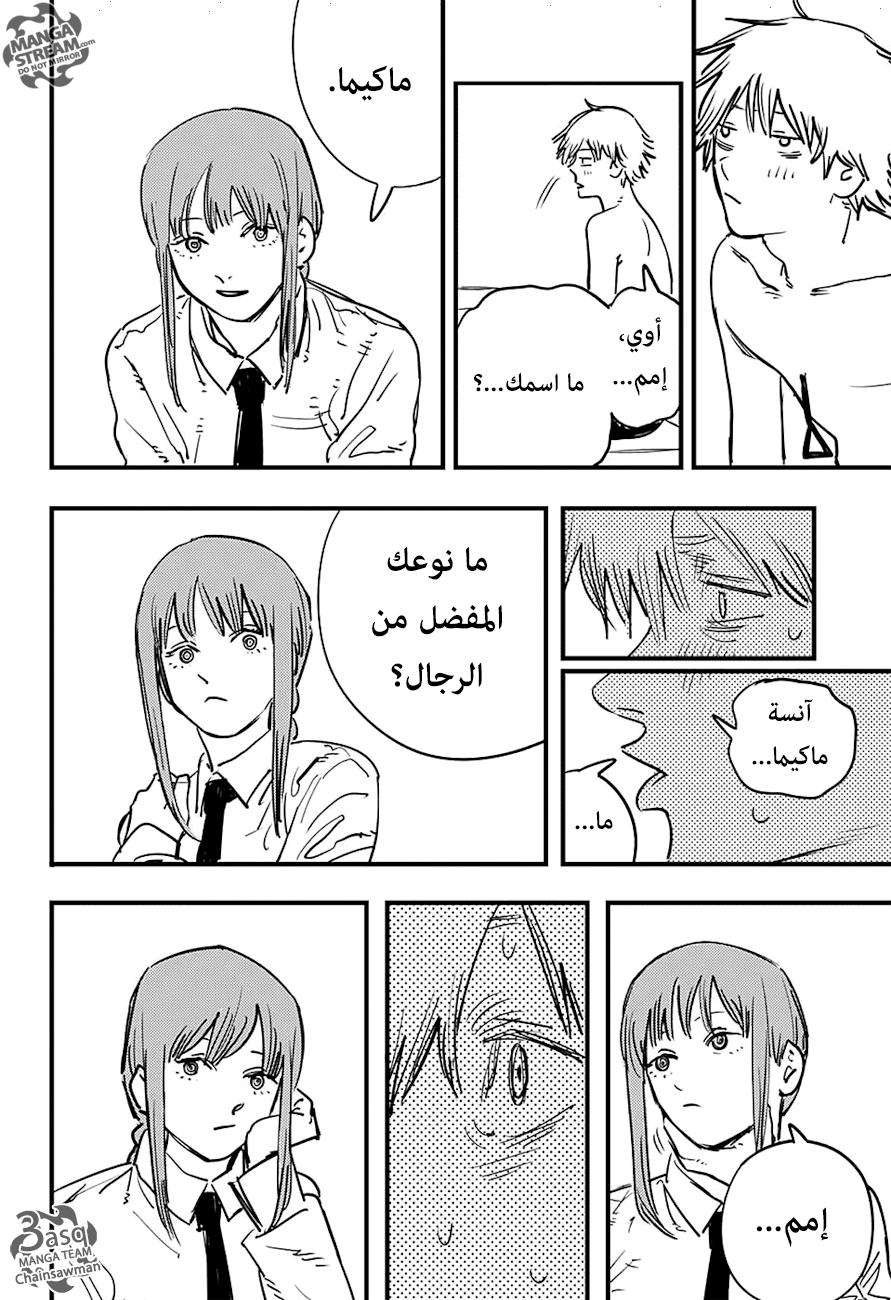 MANGA
STREAM.com
DO NOT MIRROR
أوي،
إمم...
ما اسمك...؟
ماكيما.
آنسة
ماكيما...
ما...
ما نوعك
المفضل من
الرجال؟
إمم...
3asq
MANGA TEAM
Chainsawman